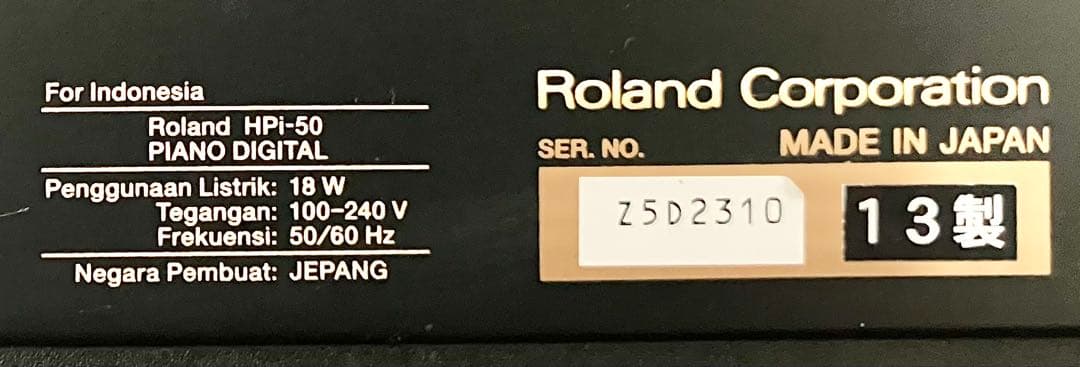 For Indonesia
Roland HPi-50
PIANO DIGITAL
Penggunaan Listrik: 18 W
Tegangan: 100-240 V
Frekuensi: 50/60 Hz
Negara Pembuat: JEPANG
Roland Corporation
SER. NO. MADE IN JAPAN
Z5D2310 13製